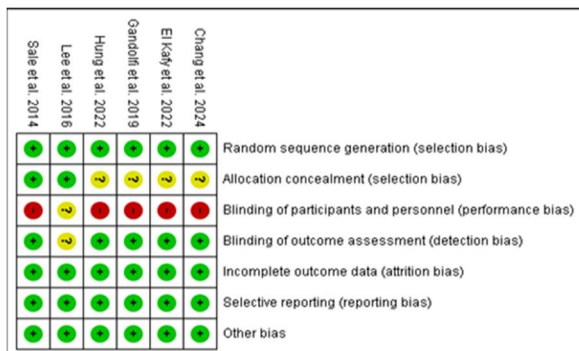 Sale et al. 2014
Lee et al. 2016
Hung et al. 2022
Gandolfi et al. 2019
El Kafy et al. 2022
Chang et al. 2024
+ + + + + + Random sequence generation (selection bias)
+ + ? ? ? ? Allocation concealment (selection bias)
- ? - - - - Blinding of participants and personnel (performance bias)
+ ? + + + + Blinding of outcome assessment (detection bias)
+ + + + + + Incomplete outcome data (attrition bias)
+ + + + + + Selective reporting (reporting bias)
+ + + + + + Other bias